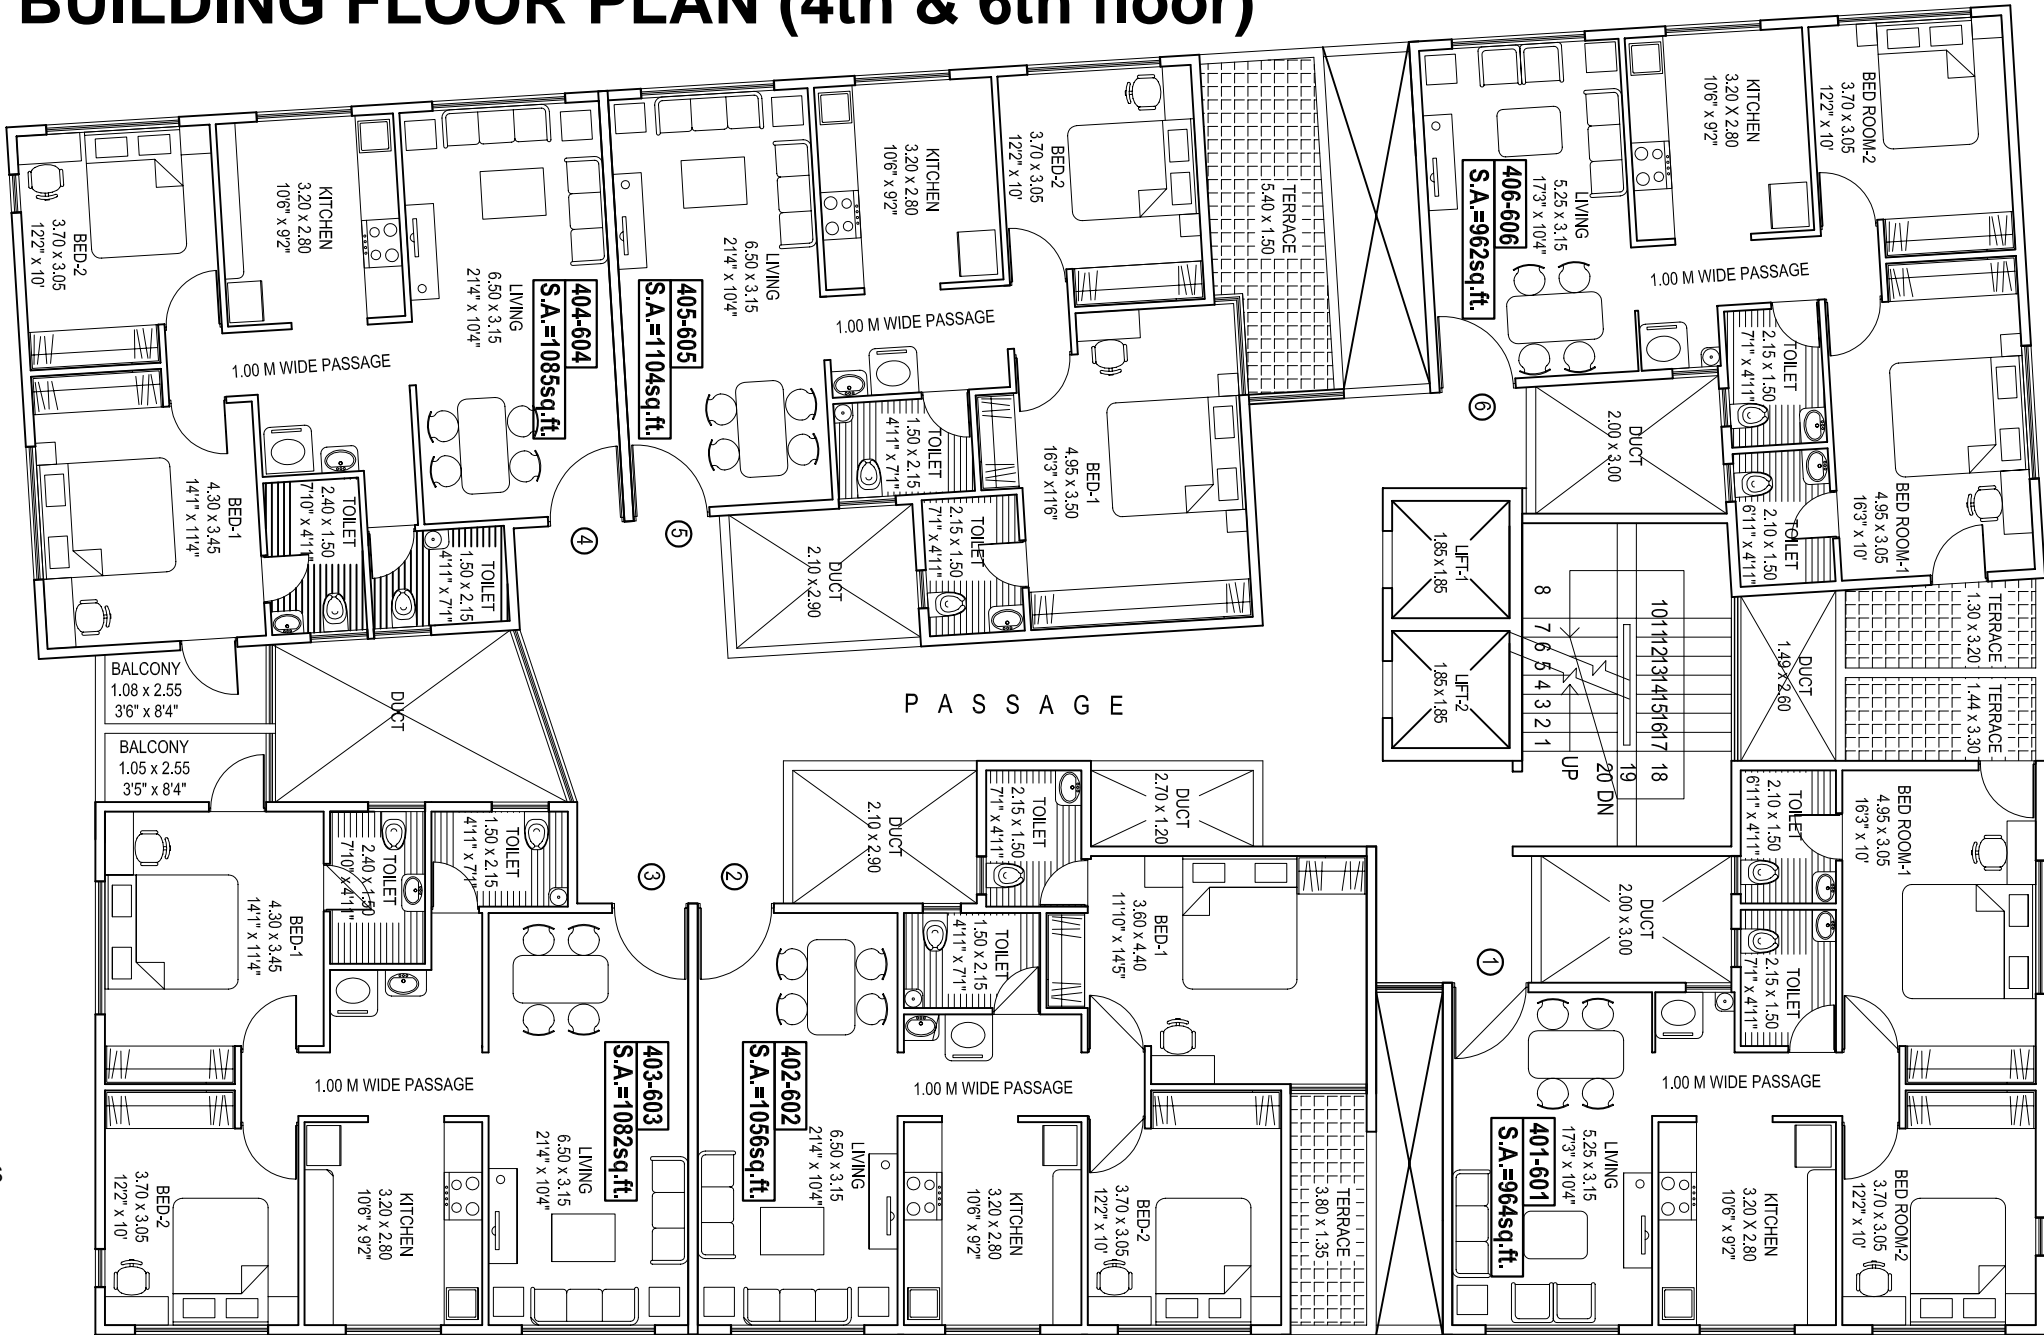 BUILDING FLOOR PLAN (4th & 6th floor)
BED-2
3.70 x 3.05
12'2" x 10'
KITCHEN
3.20 x 2.80
10'6" x 9'2"
LIVING
6.50 x 3.15
21'4" x 10'4"
404-604
S.A.=1085sq.ft.
1.00 M WIDE PASSAGE
BED-1
4.30 x 3.45
14'1" x 11'4"
TOILET
2.40 x 1.50
7'10" x 4'11"
TOILET
1.50 x 2.15
4'11" x 7'1"
4
BALCONY
1.08 x 2.55
3'6" x 8'4"
405-605
S.A.=1104sq.ft.
LIVING
6.50 x 3.15
21'4" x 10'4"
KITCHEN
3.20 x 2.80
10'6" x 9'2"
BED-2
3.70 x 3.05
12'2" x 10'
1.00 M WIDE PASSAGE
TOILET
1.50 x 2.15
4'11" x 7'1"
BED-1
4.95 x 3.50
16'3" x11'6"
TOILET
2.15 x 1.50
7'1" x 4'11"
5
DUCT
2.10 x 2.90
TERRACE
5.40 x 1.50
406-606
S.A.=962sq.ft.
LIVING
5.25 x 3.15
17'3" x 10'4"
KITCHEN
3.20 X 2.80
10'6" x 9'2"
BED ROOM-2
3.70 x 3.05
12'2" x 10'
1.00 M WIDE PASSAGE
TOILET
2.15 x 1.50
7'1" x 4'11"
TOILET
2.10 x 1.50
6'11" x 4'11"
BED ROOM-1
4.95 x 3.05
16'3" x 10'
6
DUCT
2.00 x 3.00
LIFT-1
1.85 x 1.85
LIFT-2
1.85 x 1.85
8
7
6
5
4
3
2
1
UP
10
11
12
13
14
15
16
17
18
19
20 DN
DUCT
1.49 x 2.60
TERRACE
1.30 x 3.20
TERRACE
1.44 x 3.30
PASSAGE
DUCT
BALCONY
1.05 x 2.55
3'5" x 8'4"
BED-1
4.30 x 3.45
14'1" x 11'4"
TOILET
2.40 x 1.50
7'10" x 4'11"
TOILET
1.50 x 2.15
4'11" x 7'1"
3
1.00 M WIDE PASSAGE
403-603
S.A.=1082sq.ft.
BED-2
3.70 x 3.05
12'2" x 10'
KITCHEN
3.20 x 2.80
10'6" x 9'2"
LIVING
6.50 x 3.15
21'4" x 10'4"
2
DUCT
2.10 x 2.90
TOILET
2.15 x 1.50
7'1" x 4'11"
DUCT
2.70 x 1.20
TOILET
1.50 x 2.15
4'11" x 7'1"
BED-1
3.60 x 4.40
11'10" x 14'5"
402-602
S.A.=1056sq.ft.
1.00 M WIDE PASSAGE
LIVING
6.50 x 3.15
21'4" x 10'4"
KITCHEN
3.20 x 2.80
10'6" x 9'2"
BED-2
3.70 x 3.05
12'2" x 10'
TERRACE
3.80 x 1.35
1
DUCT
2.00 x 3.00
TOILET
2.10 x 1.50
6'11" x 4'11"
TOILET
2.15 x 1.50
7'1" x 4'11"
BED ROOM-1
4.95 x 3.05
16'3" x 10'
1.00 M WIDE PASSAGE
401-601
S.A.=964sq.ft.
LIVING
5.25 x 3.15
17'3" x 10'4"
KITCHEN
3.20 X 2.80
10'6" x 9'2"
BED ROOM-2
3.70 x 3.05
12'2" x 10'